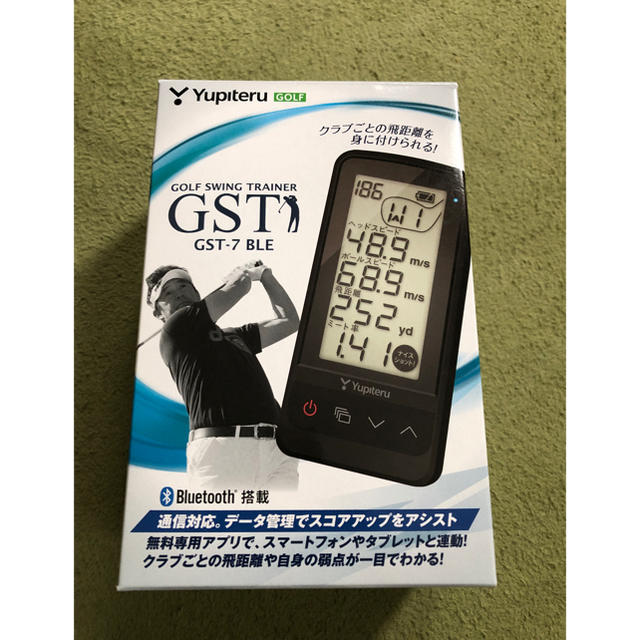 Yupiteru GOLF
クラブごとの飛距離を
身に付けられる!
GOLF SWING TRAINER
GST
GST-7 BLE
186
1W
ヘッドスピード
48.9 m/s
ボールスピード
68.9 m/s
飛距離
252 yd
ミート率
1.41
ナイス
ショット!
Yupiteru
Bluetooth® 搭載
通信対応。データ管理でスコアアップをアシスト
無料専用アプリで、スマートフォンやタブレットと連動!
クラブごとの飛距離や自身の弱点が一目でわかる!